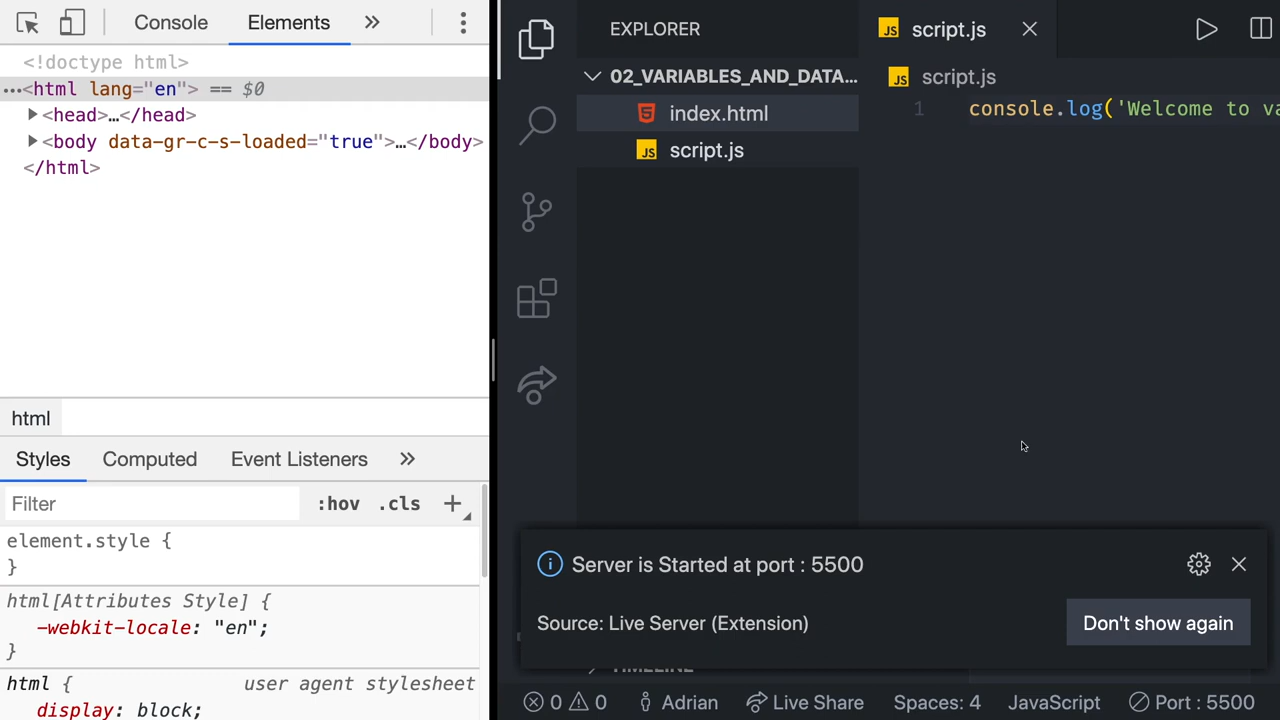 Console Elements
<!doctype html>
…<html lang="en"> == $0
<head>…</head>
<body data-gr-c-s-loaded="true">…</body>
</html>
html
Styles Computed Event Listeners
Filter :hov .cls +
element.style {
}
html[Attributes Style] {
-webkit-locale: "en";
}
html { user agent stylesheet
display: block;
EXPLORER
02_VARIABLES_AND_DATA…
index.html
JS script.js
JS script.js
JS script.js
1 console.log('Welcome to va
Server is Started at port : 5500
Source: Live Server (Extension)
Don't show again
TIMELINE
0 0 Adrian Live Share Spaces: 4 JavaScript Port : 5500